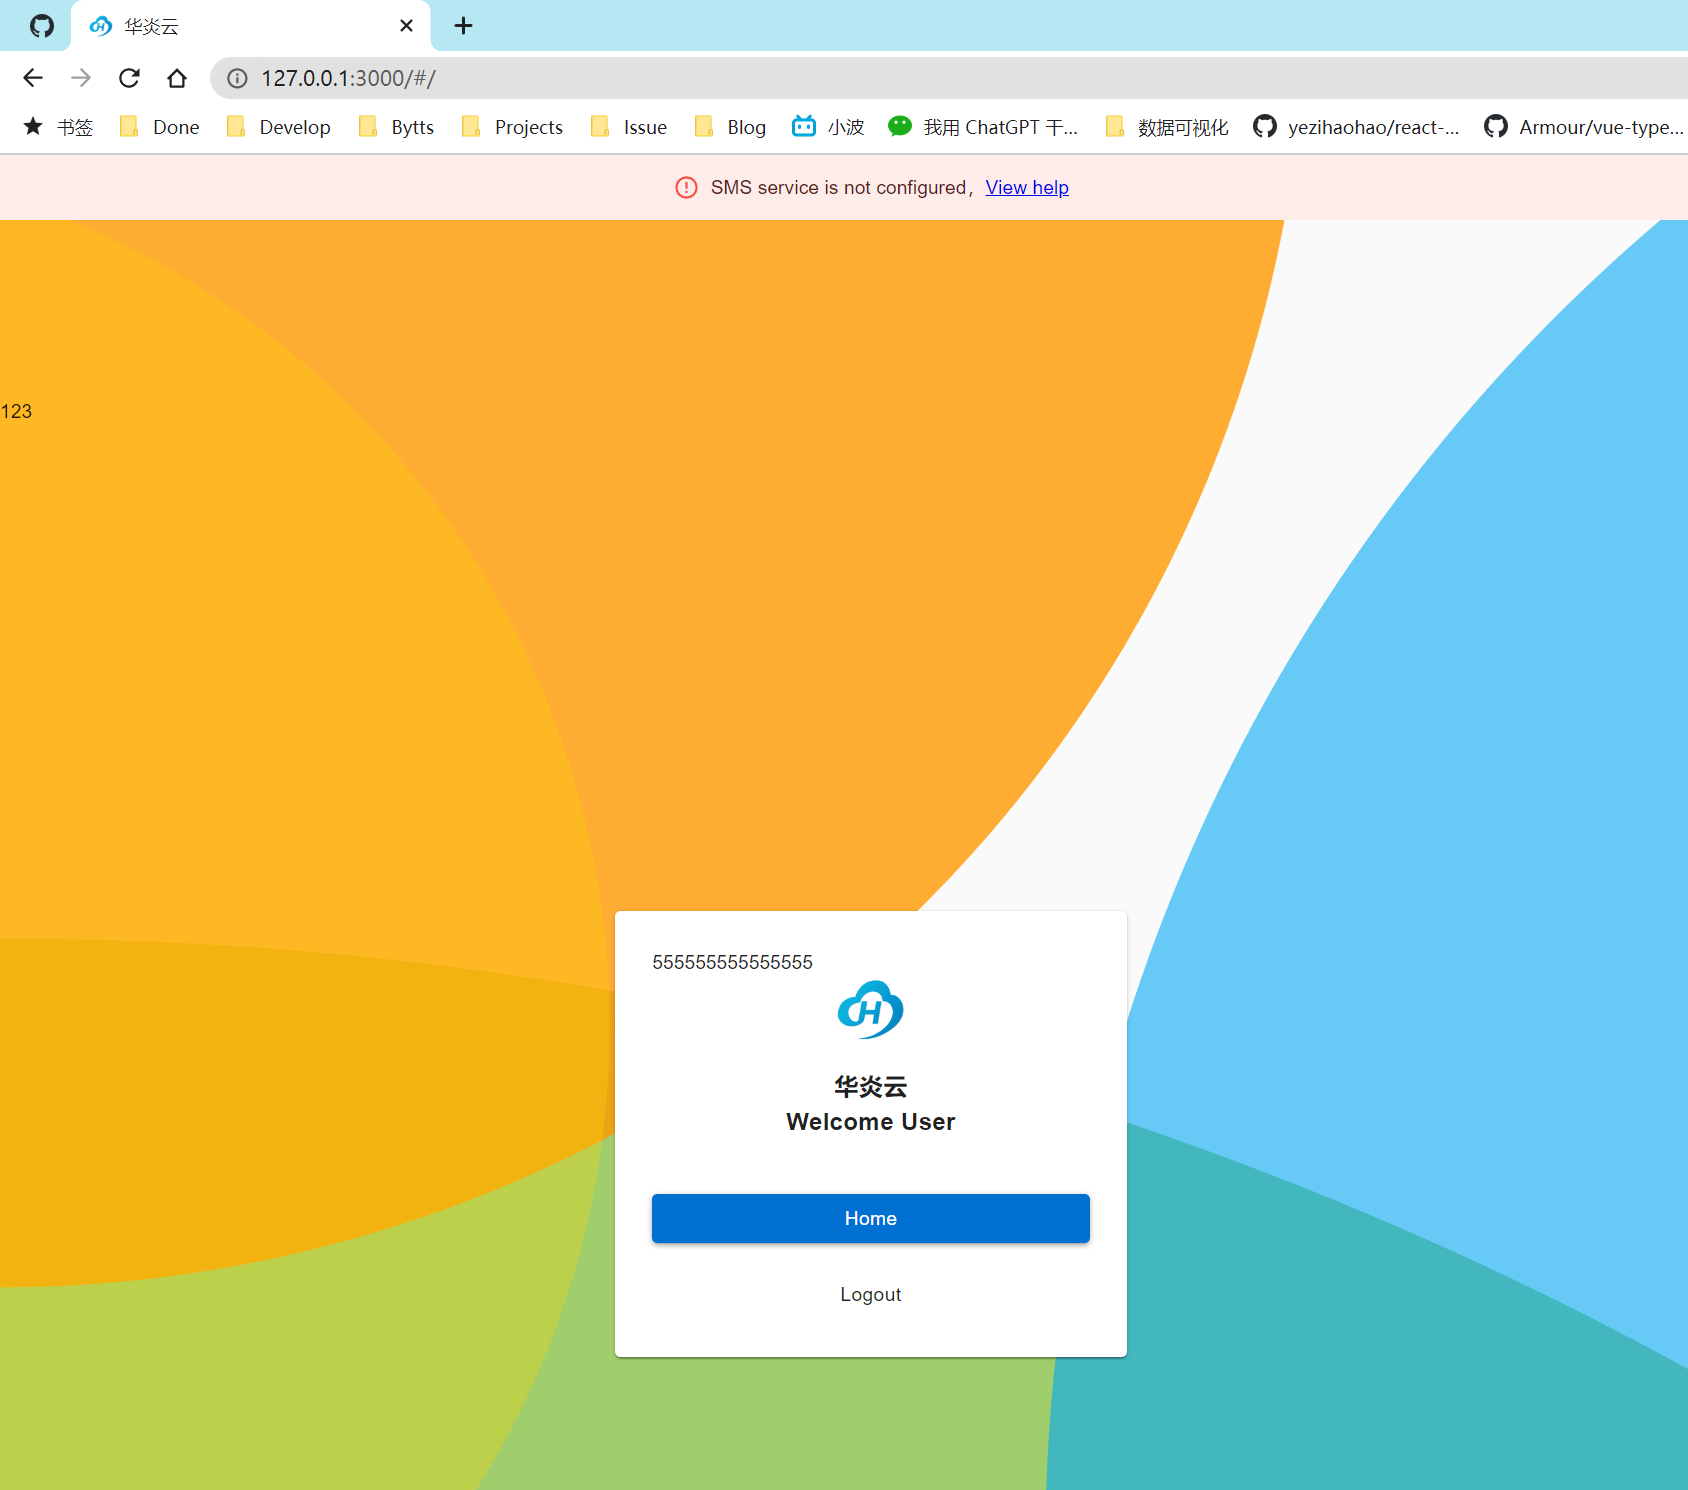 华炎云
127.0.0.1:3000/#/
书签 Done Develop Bytts Projects Issue Blog 小波 我用 ChatGPT 干... 数据可视化 yezihaohao/react-... Armour/vue-type...
SMS service is not configured，View help
123
555555555555555
H
华炎云
Welcome User
Home
Logout